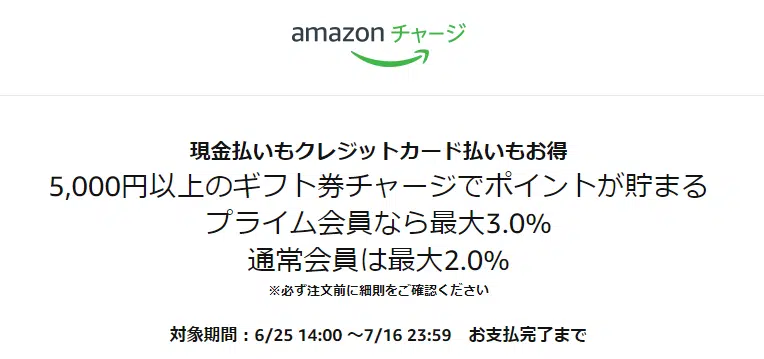 amazon チャージ
現金払いもクレジットカード払いもお得
5,000円以上のギフト券チャージでポイントが貯まる
プライム会員なら最大3.0%
通常会員は最大2.0%
※必ず注文前に細則をご確認ください
対象期間：6/25 14:00 ～7/16 23:59　お支払完了まで